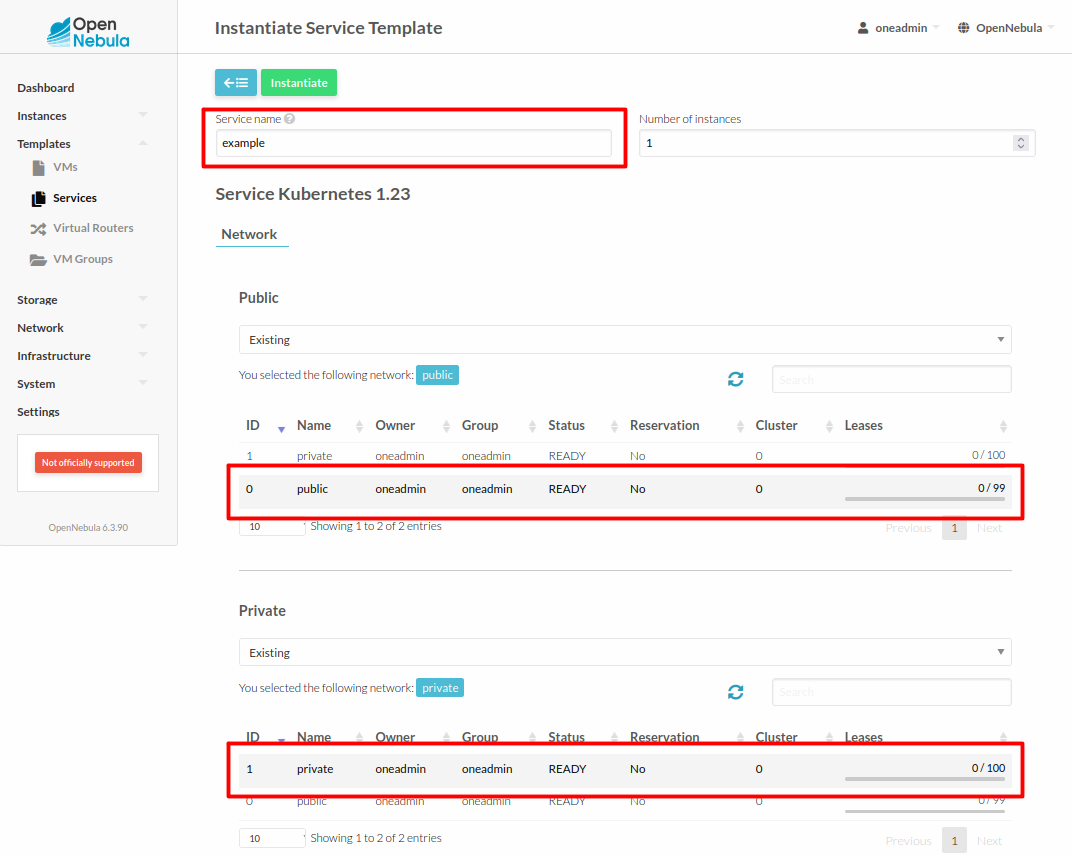 Open
Nebula
Instantiate Service Template
oneadmin
OpenNebula
Dashboard
Instances
Templates
VMs
Services
Virtual Routers
VM Groups
Storage
Network
Infrastructure
System
Settings
Not officially supported
OpenNebula 6.3.90
Instantiate
Service name ?
example
Number of instances
1
Service Kubernetes 1.23
Network
Public
Existing
You selected the following network: public
Search
ID Name Owner Group Status Reservation Cluster Leases
1 private oneadmin oneadmin READY No 0 0 / 100
0 public oneadmin oneadmin READY No 0 0 / 99
10 Showing 1 to 2 of 2 entries
Previous 1 Next
Private
Existing
You selected the following network: private
Search
ID Name Owner Group Status Reservation Cluster Leases
1 private oneadmin oneadmin READY No 0 0 / 100
0 public oneadmin oneadmin READY No 0 0 / 99
10 Showing 1 to 2 of 2 entries
Previous 1 Next